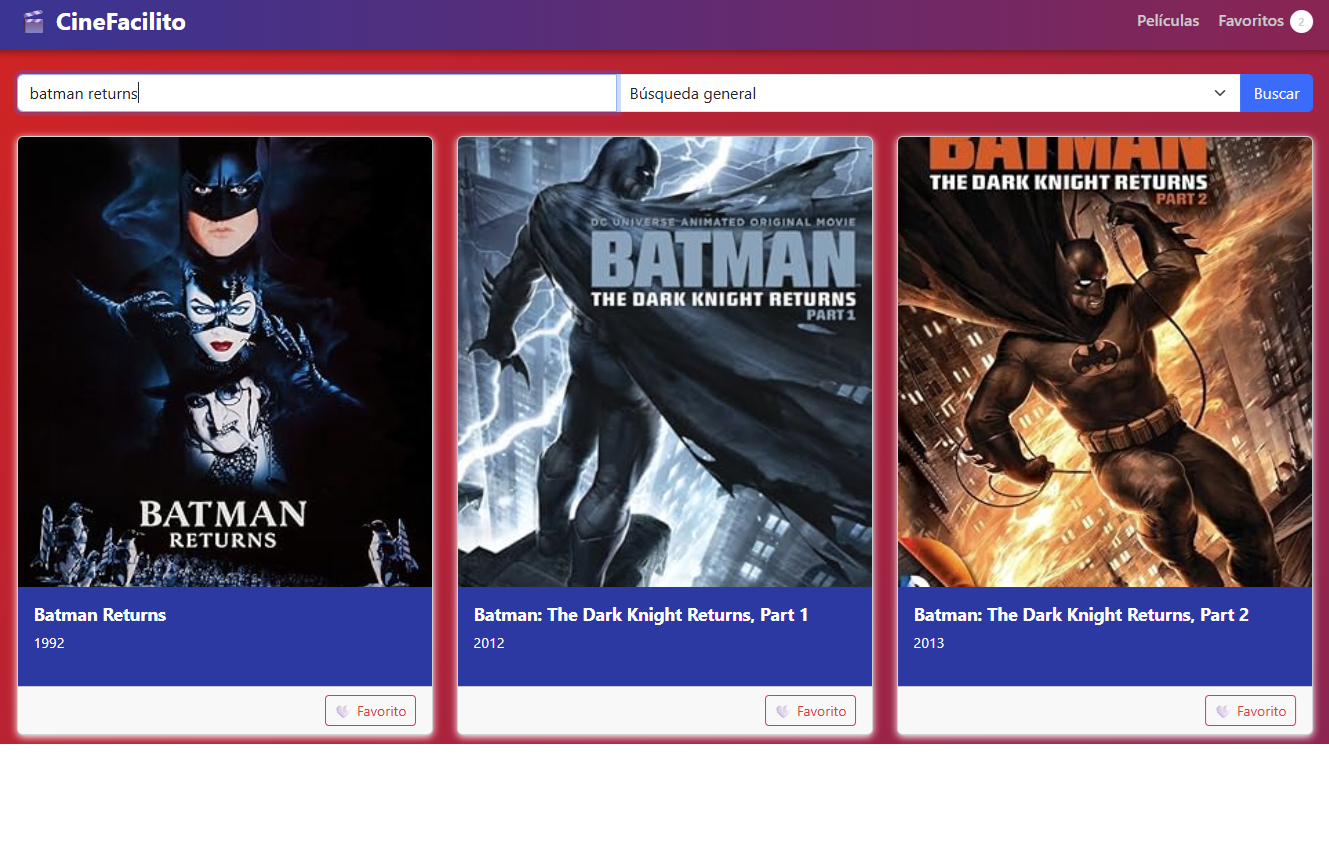 CineFacilito
Películas Favoritos 2
batman returns Búsqueda general Buscar
BATMAN
RETURNS
DC UNIVERSE ANIMATED ORIGINAL MOVIE
BATMAN
THE DARK KNIGHT RETURNS
PART 1
BATMAN
THE DARK KNIGHT RETURNS
PART 2
Batman Returns
1992
Favorito
Batman: The Dark Knight Returns, Part 1
2012
Favorito
Batman: The Dark Knight Returns, Part 2
2013
Favorito